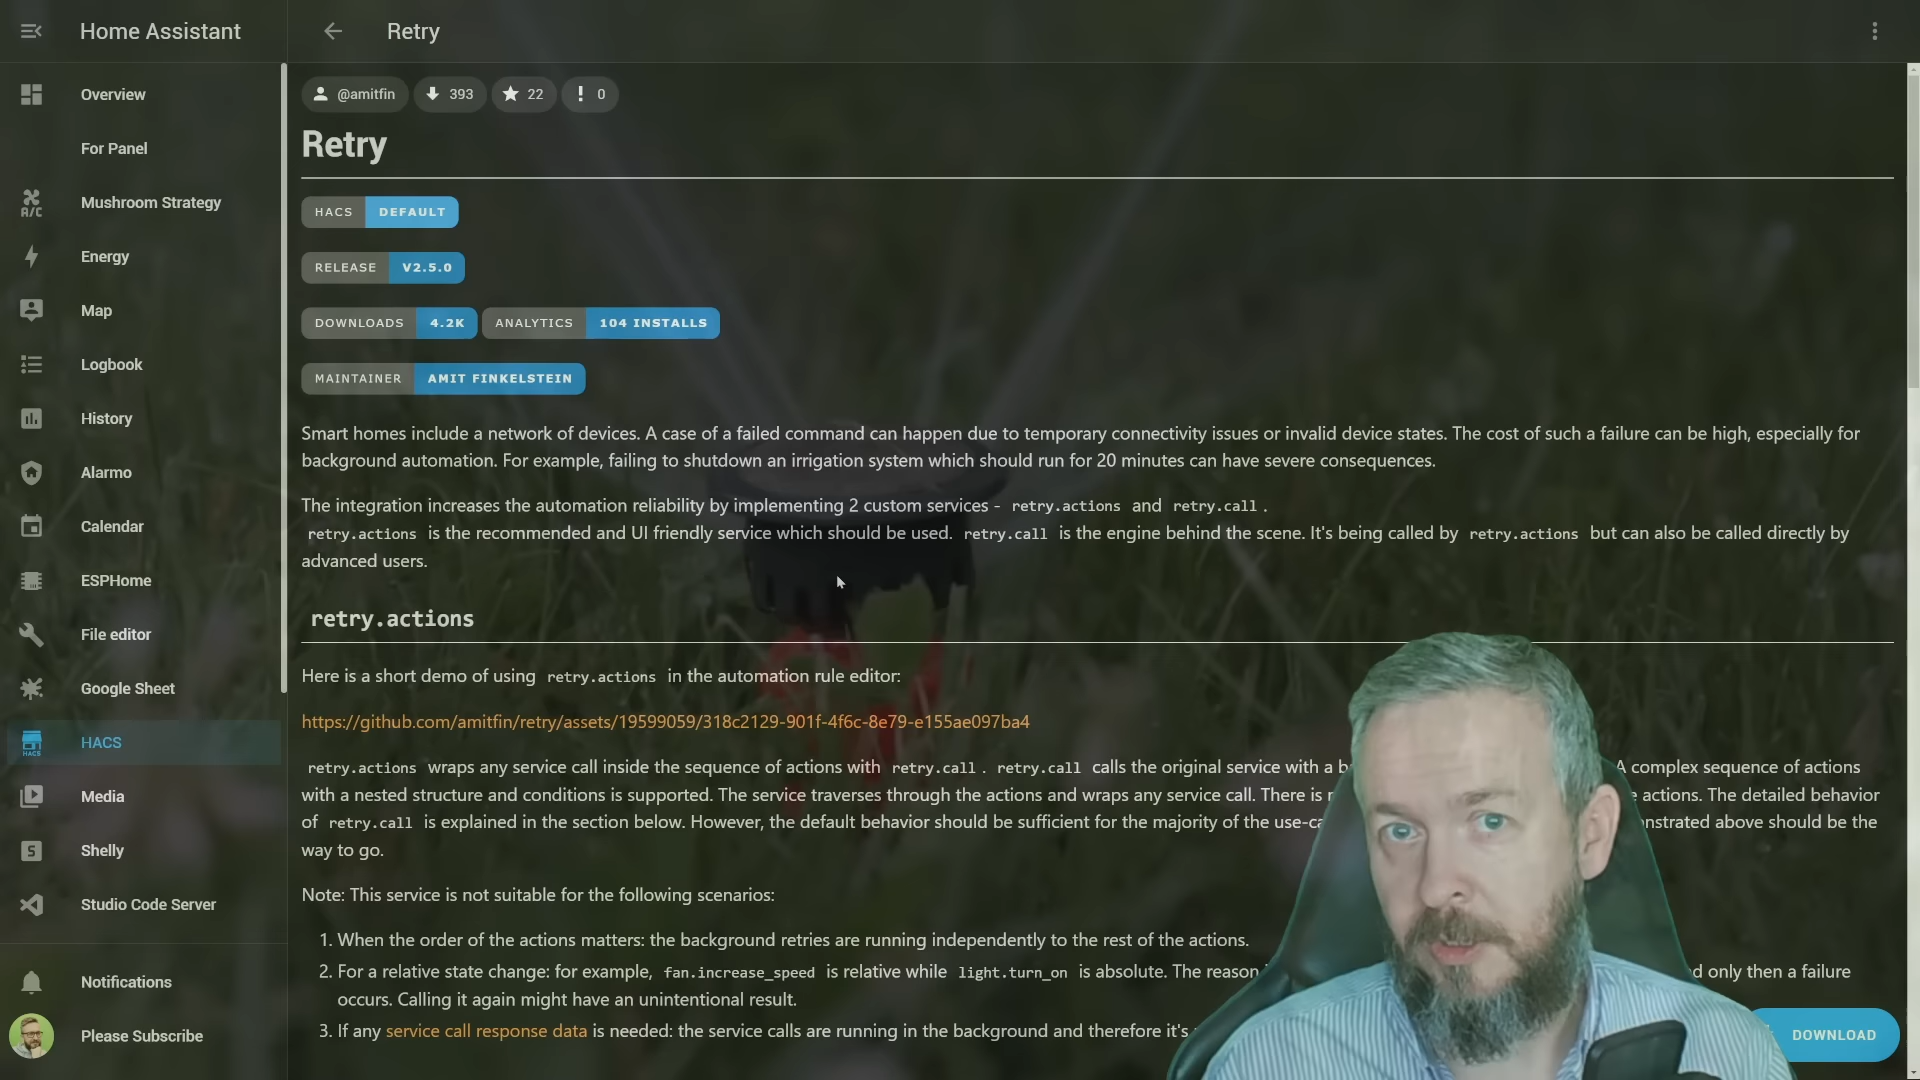 Home Assistant
Retry
Overview
For Panel
A/C Mushroom Strategy
Energy
Map
Logbook
History
Alarmo
Calendar
ESPHome
File editor
Google Sheet
HACS HACS
Media
S Shelly
Studio Code Server
Notifications
Please Subscribe
@amitfin 393 22 0
Retry
HACS DEFAULT
RELEASE V2.5.0
DOWNLOADS 4.2K ANALYTICS 104 INSTALLS
MAINTAINER AMIT FINKELSTEIN
Smart homes include a network of devices. A case of a failed command can happen due to temporary connectivity issues or invalid device states. The cost of such a failure can be high, especially for
background automation. For example, failing to shutdown an irrigation system which should run for 20 minutes can have severe consequences.
The integration increases the automation reliability by implementing 2 custom services - retry.actions and retry.call .
retry.actions is the recommended and UI friendly service which should be used. retry.call is the engine behind the scene. It's being called by retry.actions but can also be called directly by
advanced users.
retry.actions
Here is a short demo of using retry.actions in the automation rule editor:
https://github.com/amitfin/retry/assets/19599059/318c2129-901f-4f6c-8e79-e155ae097ba4
retry.actions wraps any service call inside the sequence of actions with retry.call . retry.call calls the original service with a A complex sequence of actions
with a nested structure and conditions is supported. The service traverses through the actions and wraps any service call. There is actions. The detailed behavior
of retry.call is explained in the section below. However, the default behavior should be sufficient for the majority of the above should be the
way to go.
Note: This service is not suitable for the following scenarios:
1. When the order of the actions matters: the background retries are running independently to the rest of the actions.
2. For a relative state change: for example, fan.increase_speed is relative while light.turn_on is absolute. The reason only then a failure
occurs. Calling it again might have an unintentional result.
3. If any service call response data is needed: the service calls are running in the background and therefore it's
DOWNLOAD